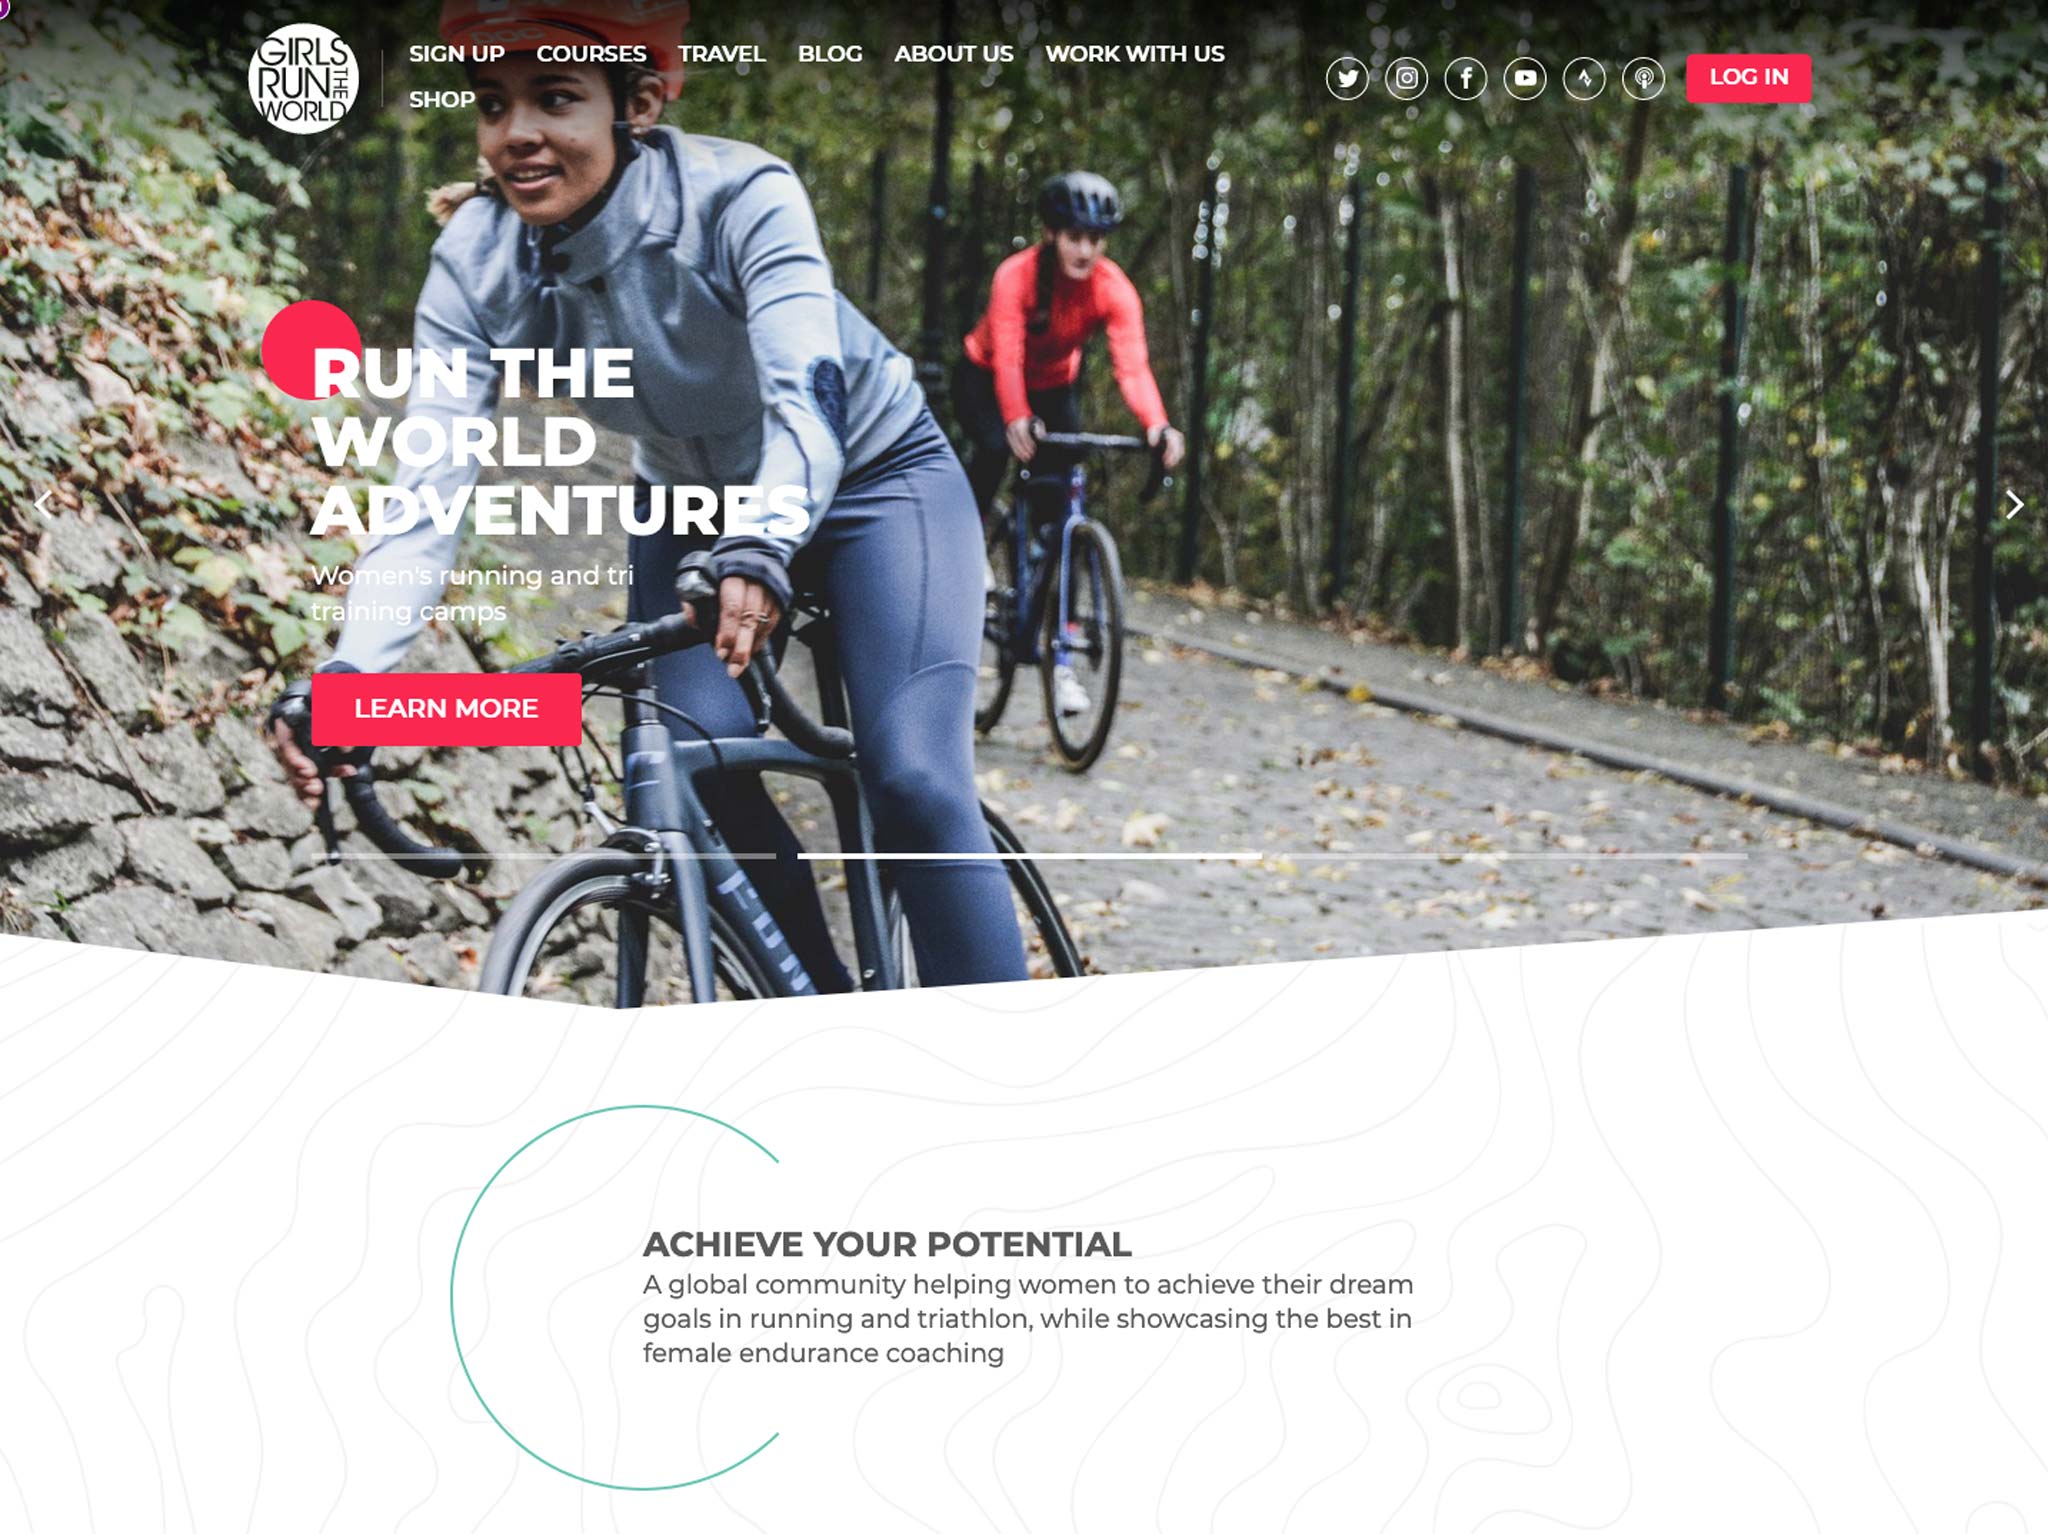 GIRLS
RUN THE
WORLD
SIGN UP COURSES TRAVEL BLOG ABOUT US WORK WITH US
SHOP
LOG IN
POC
RUN THE
WORLD
ADVENTURES
Women's running and tri
training camps
LEARN MORE
ACHIEVE YOUR POTENTIAL
A global community helping women to achieve their dream
goals in running and triathlon, while showcasing the best in
female endurance coaching